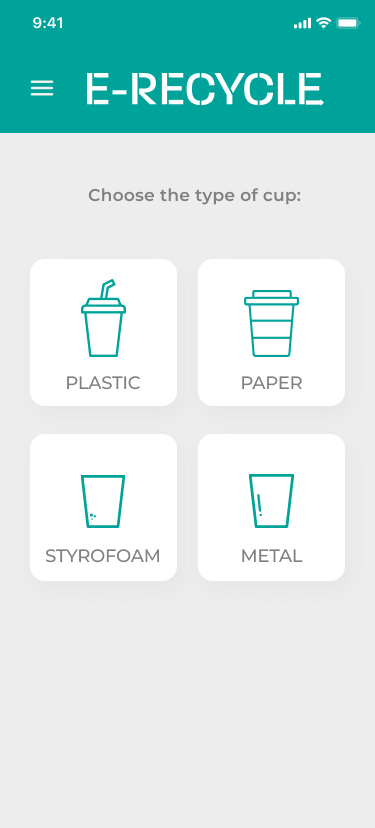 9:41
E-RECYCLE
Choose the type of cup:
PLASTIC
PAPER
STYROFOAM
METAL